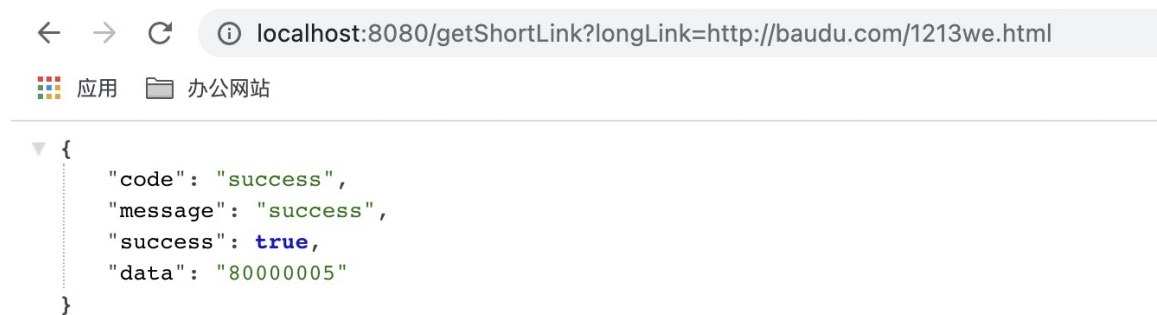 localhost:8080/getShortLink?longLink=http://baudu.com/1213we.html
应用 办公网站
{
"code": "success",
"message": "success",
"success": true,
"data": "80000005"
}